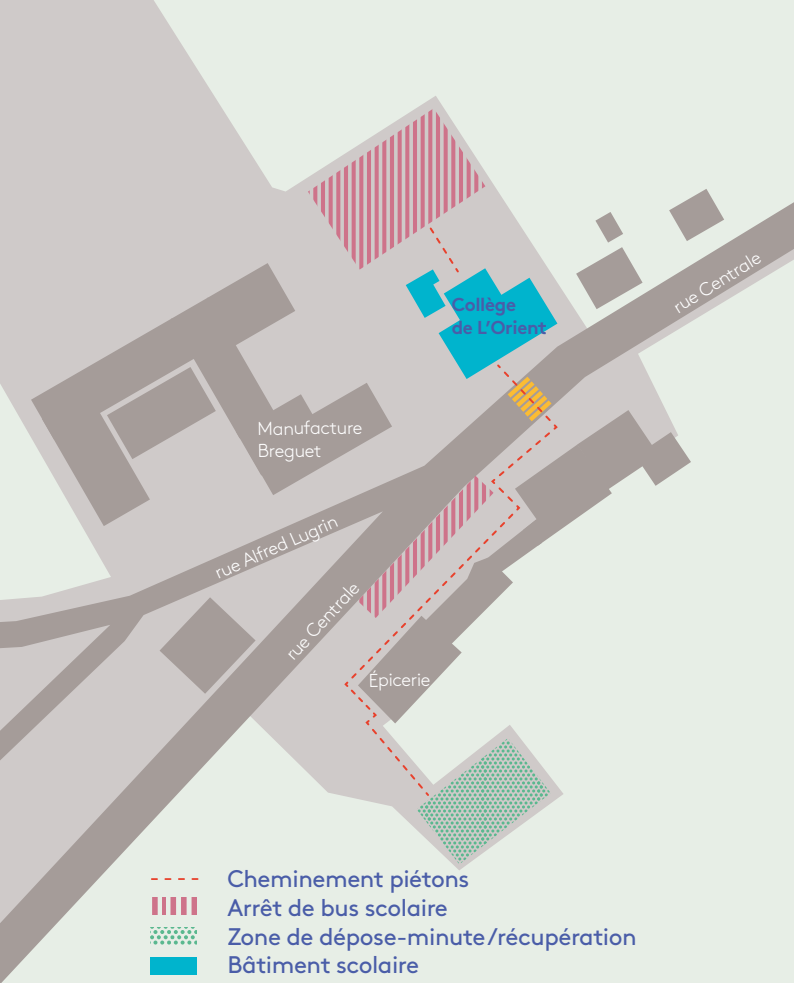 rue Centrale
Collège
de L'Orient
Manufacture
Breguet
rue Alfred Lugrin
rue Centrale
Épicerie
Cheminement piétons
Arrêt de bus scolaire
Zone de dépose-minute/récupération
Bâtiment scolaire